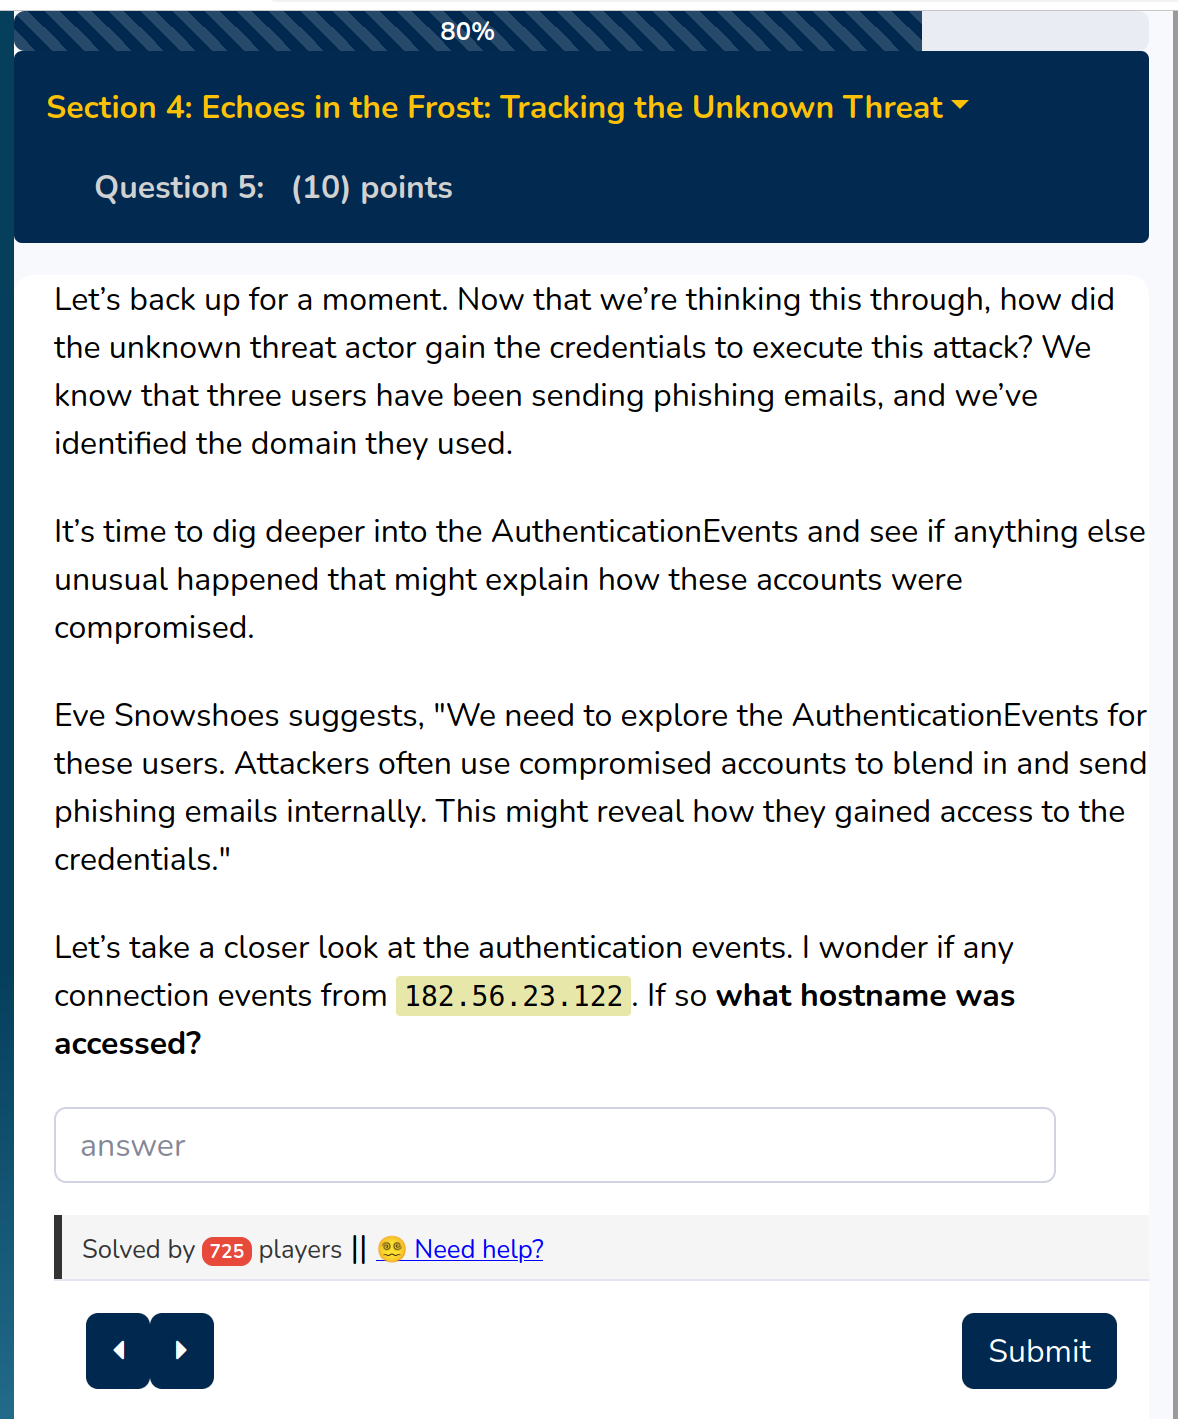 80%
Section 4: Echoes in the Frost: Tracking the Unknown Threat
Question 5: (10) points
Let’s back up for a moment. Now that we’re thinking this through, how did
the unknown threat actor gain the credentials to execute this attack? We
know that three users have been sending phishing emails, and we’ve
identified the domain they used.
It’s time to dig deeper into the AuthenticationEvents and see if anything else
unusual happened that might explain how these accounts were
compromised.
Eve Snowshoes suggests, "We need to explore the AuthenticationEvents for
these users. Attackers often use compromised accounts to blend in and send
phishing emails internally. This might reveal how they gained access to the
credentials."
Let’s take a closer look at the authentication events. I wonder if any
connection events from 182.56.23.122. If so what hostname was
accessed?
answer
Solved by 725 players || 😵‍💫 Need help?
Submit